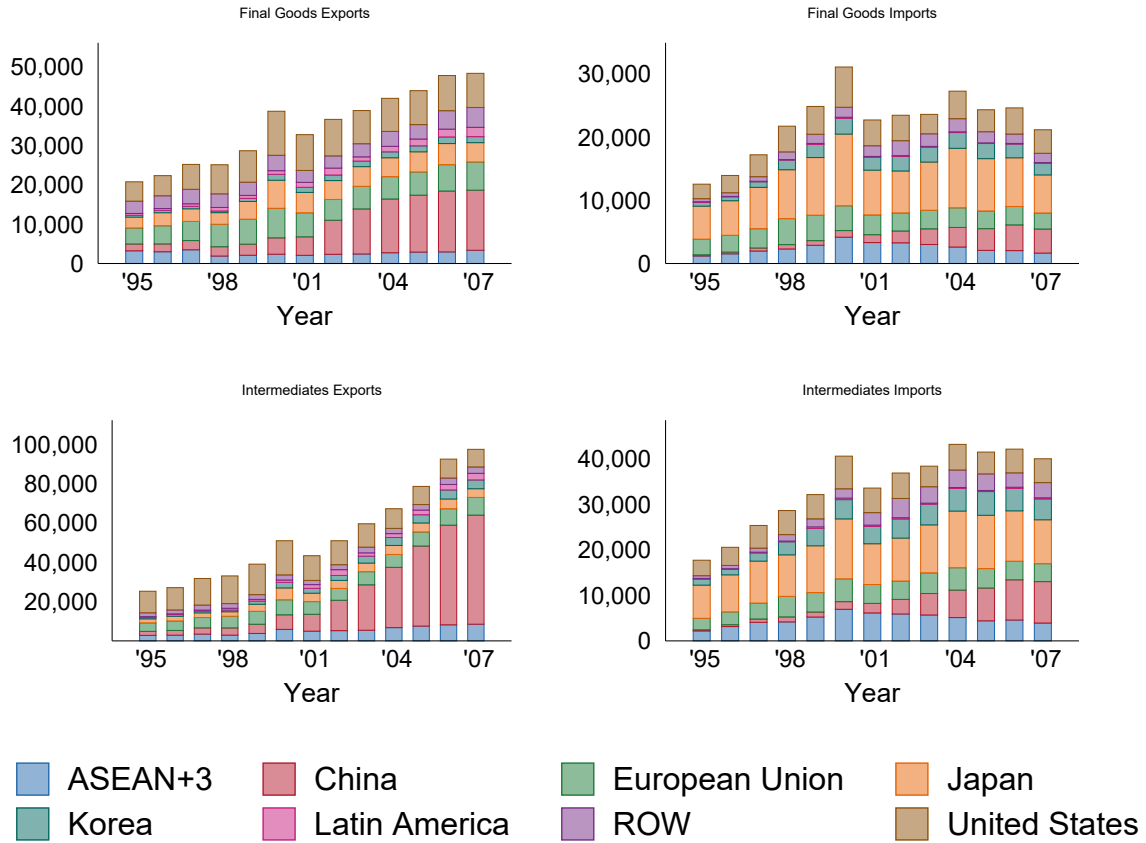 Final Goods Exports
50,000
40,000
30,000
20,000
10,000
0
'95 '98 '01 '04 '07
Year
Final Goods Imports
30,000
20,000
10,000
0
'95 '98 '01 '04 '07
Year
Intermediates Exports
100,000
80,000
60,000
40,000
20,000
'95 '98 '01 '04 '07
Year
Intermediates Imports
40,000
30,000
20,000
10,000
0
'95 '98 '01 '04 '07
Year
ASEAN+3 China European Union Japan
Korea Latin America ROW United States